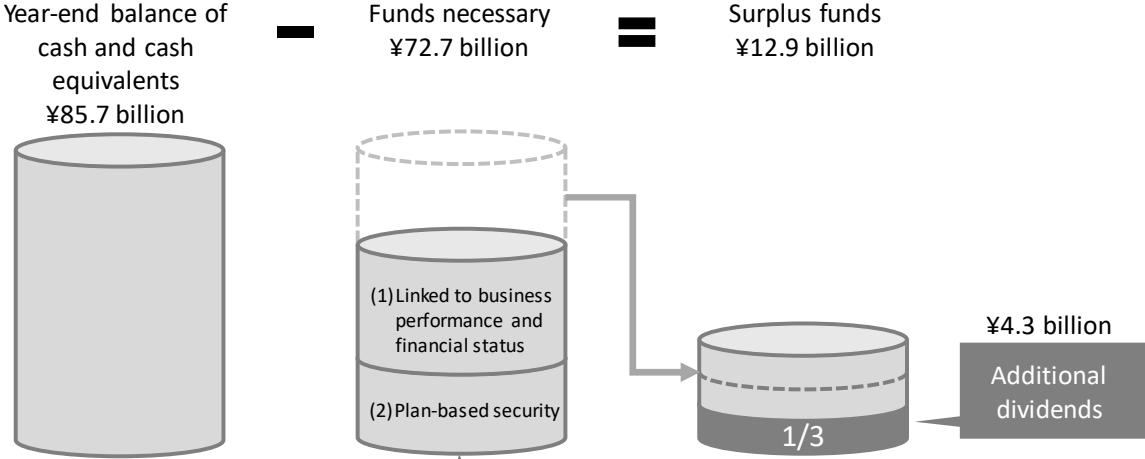 Year-end balance of
cash and cash
equivalents
¥85.7 billion
Funds necessary
¥72.7 billion
Surplus funds
¥12.9 billion
(1) Linked to business
performance and
financial status
(2) Plan-based security
¥4.3 billion
Additional
dividends
1/3